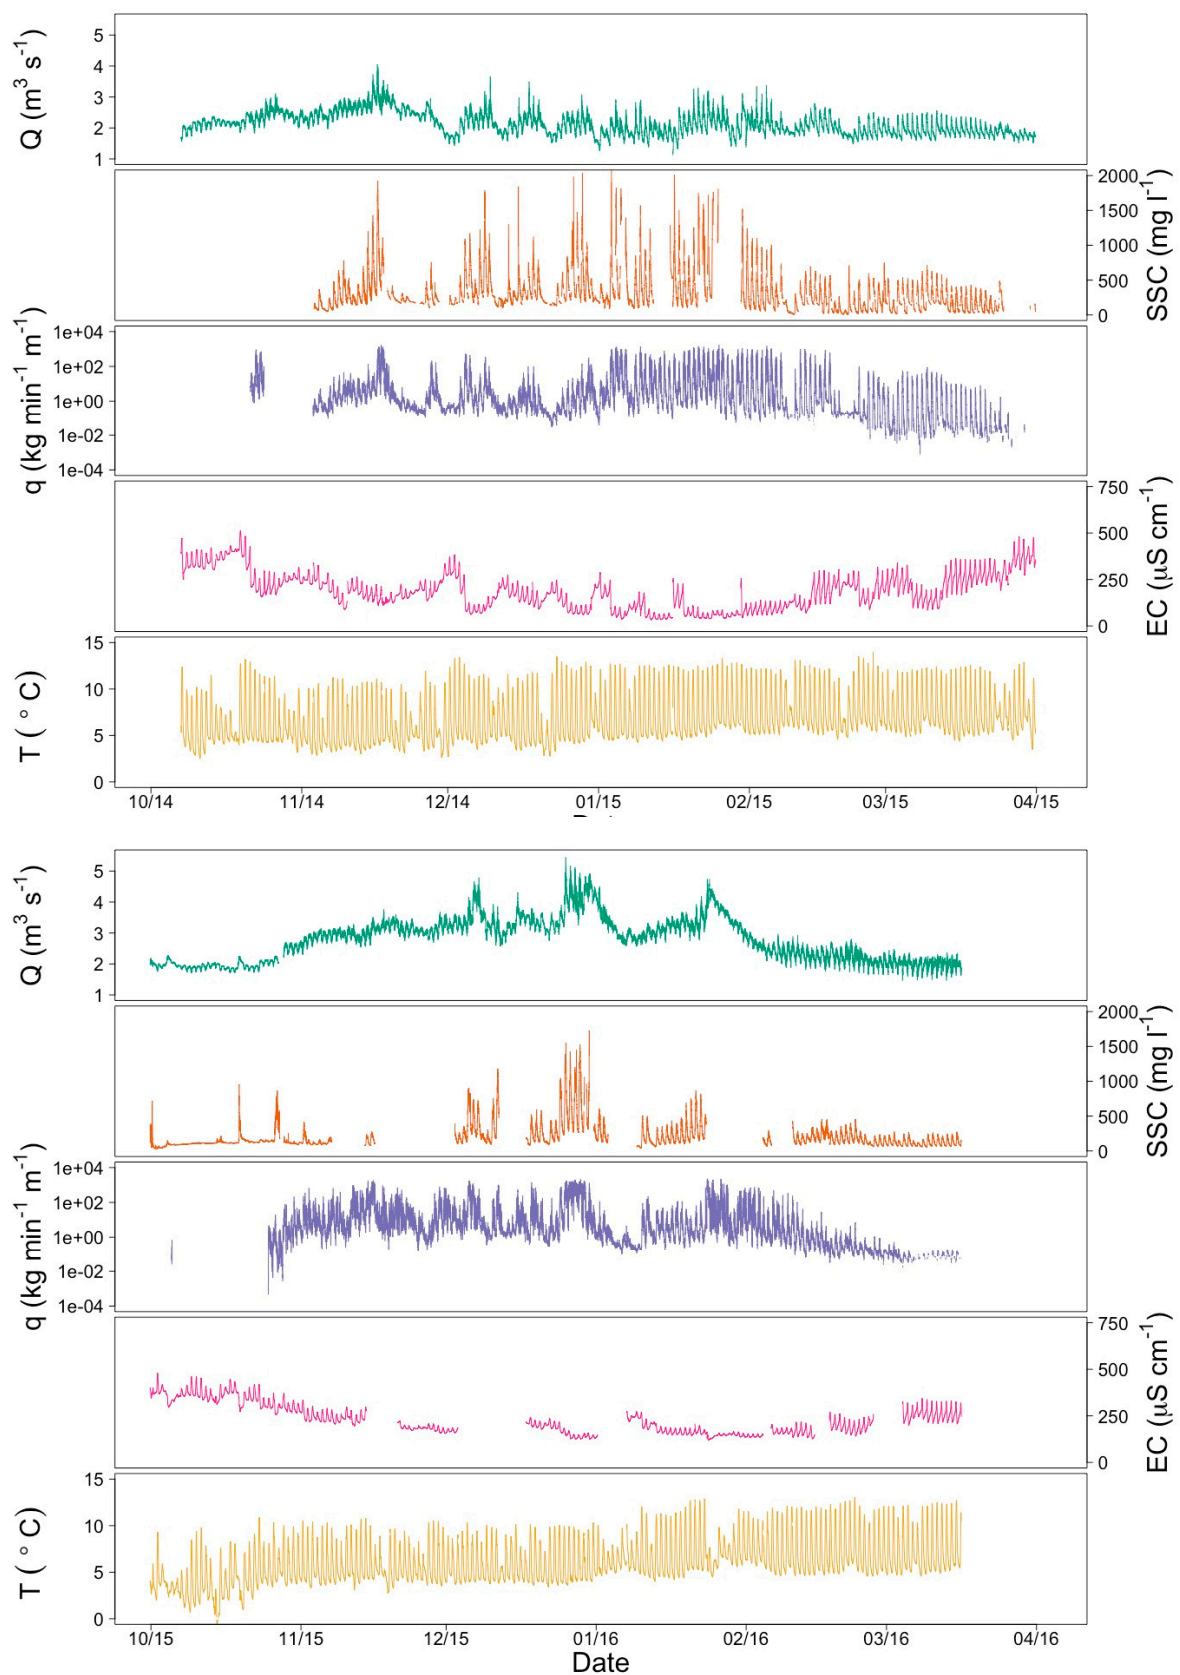 Q (m³ s⁻¹)
5
4
3
2
1
SSC (mg l⁻¹)
2000
1500
1000
500
0
q (kg min⁻¹ m⁻¹)
1e+04
1e+02
1e+00
1e-02
1e-04
EC (µS cm⁻¹)
750
500
250
0
T ( ° C)
15
10
5
0
10/14 11/14 12/14 01/15 02/15 03/15 04/15
Q (m³ s⁻¹)
5
4
3
2
1
SSC (mg l⁻¹)
2000
1500
1000
500
0
q (kg min⁻¹ m⁻¹)
1e+04
1e+02
1e+00
1e-02
1e-04
EC (µS cm⁻¹)
750
500
250
0
T ( ° C)
15
10
5
0
10/15 11/15 12/15 01/16 02/16 03/16 04/16
Date